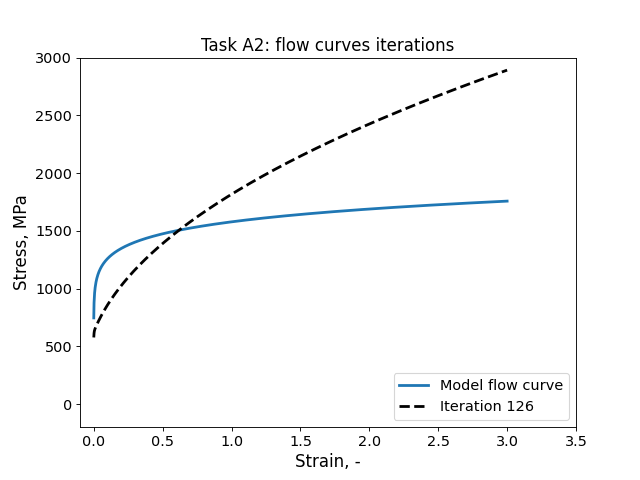 Task A2: flow curves iterations
3000
2500
2000
1500
1000
500
0
Stress, MPa
Model flow curve
Iteration 126
0.0 0.5 1.0 1.5 2.0 2.5 3.0 3.5
Strain, -